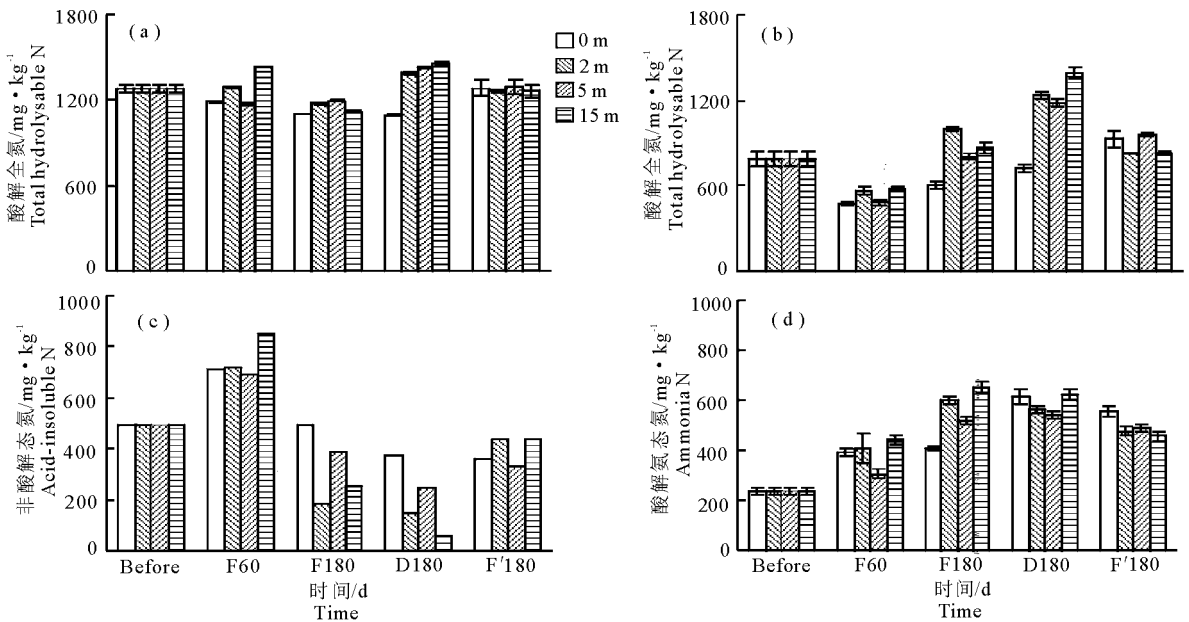 1800
1200
600
0
酸解全氮/mg·kg⁻¹
Total hydrolysable N
(a)
0 m
2 m
5 m
15 m
1800
1200
600
0
酸解全氮/mg·kg⁻¹
Total hydrolysable N
(b)
1000
800
600
400
200
0
非酸解态氮/mg·kg⁻¹
Acid-insoluble N
(c)
Before F60 F180 D180 F′180
时间/d
Time
1000
800
600
400
200
0
酸解氨态氮/mg·kg⁻¹
Ammonia N
(d)
Before F60 F180 D180 F′180
时间/d
Time